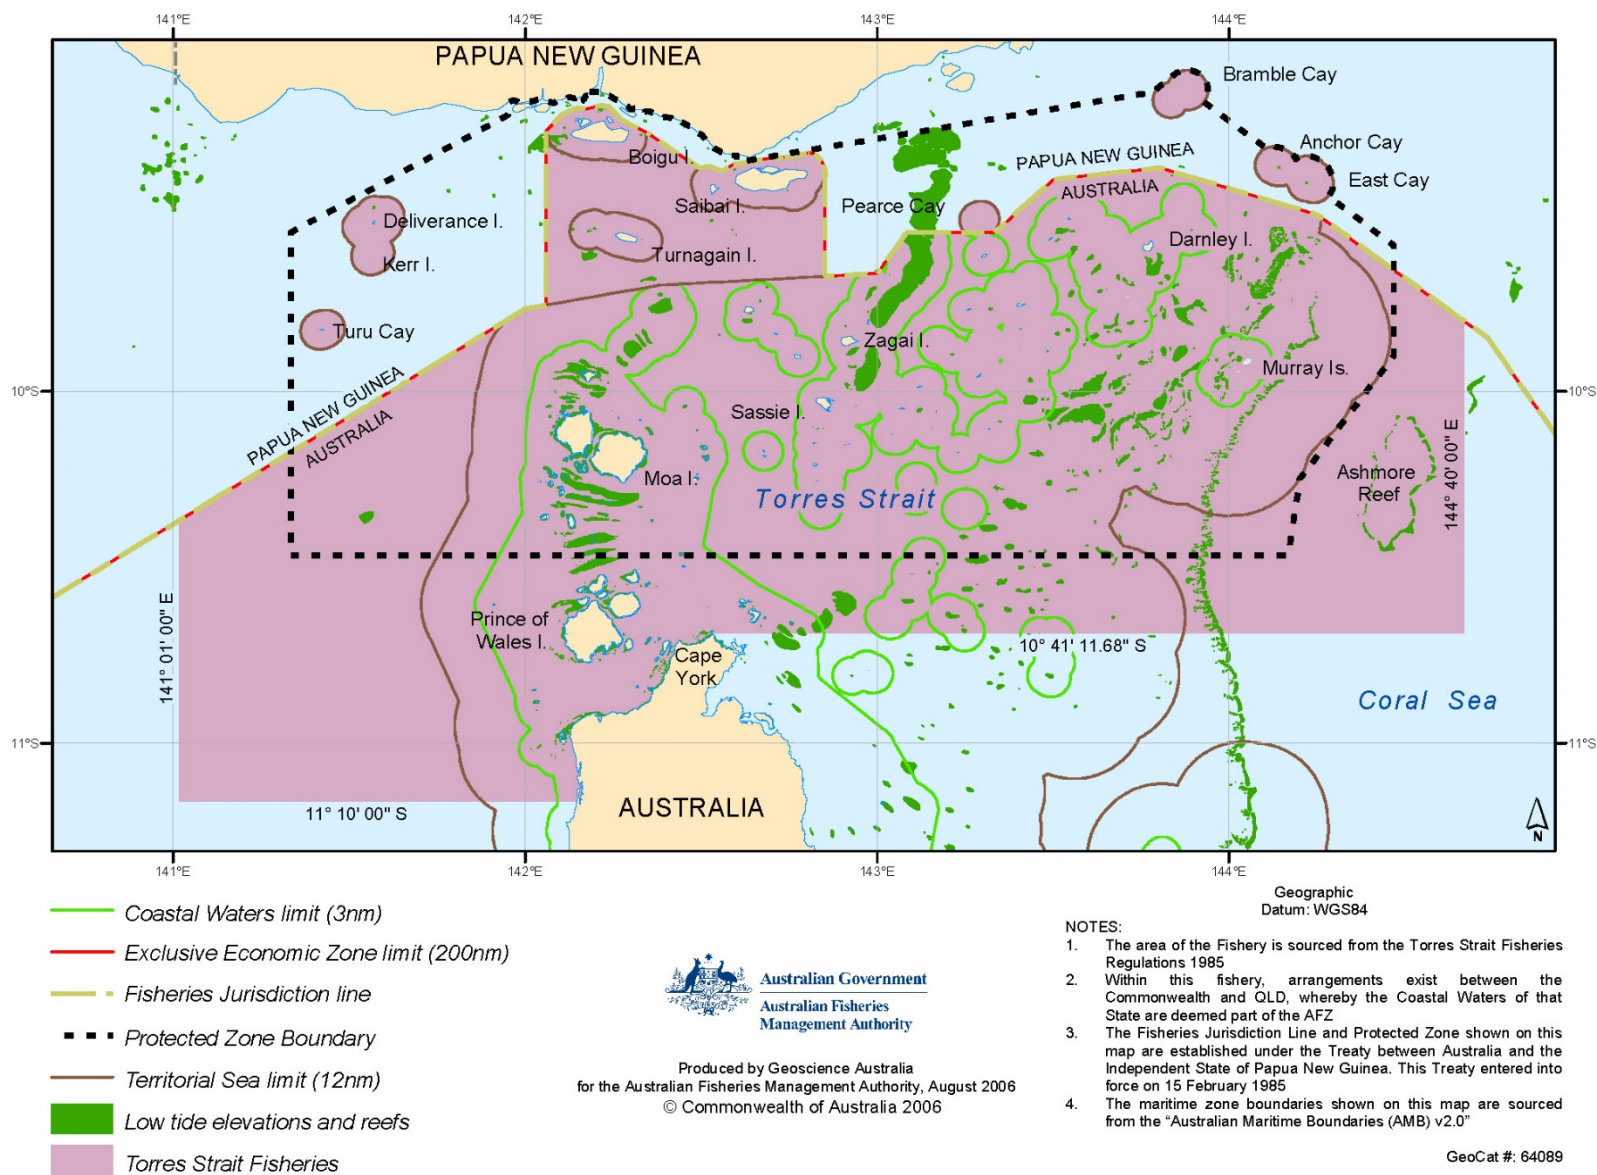 141°E 142°E 143°E 144°E
PAPUA NEW GUINEA
Bramble Cay
Anchor Cay
PAPUA NEW GUINEA
Boigu I.
East Cay
AUSTRALIA
Saibai I.
Pearce Cay
Deliverance I.
Darnley I.
Turnagain I.
Kerr I.
Turu Cay
Zagai I.
Murray Is.
10°S
10°S
PAPUA NEW GUINEA
AUSTRALIA
Sassie I.
Moa I.
Ashmore
Reef
144° 40' 00" E
Torres Strait
141° 01' 00" E
Prince of
Wales I.
Cape
York
10° 41' 11.68" S
Coral Sea
11°S
11°S
11° 10' 00" S
AUSTRALIA
N
141°E 142°E 143°E 144°E
Coastal Waters limit (3nm)
Exclusive Economic Zone limit (200nm)
Fisheries Jurisdiction line
Protected Zone Boundary
Territorial Sea limit (12nm)
Low tide elevations and reefs
Torres Strait Fisheries
Australian Government
Australian Fisheries
Management Authority
Produced by Geoscience Australia
for the Australian Fisheries Management Authority, August 2006
© Commonwealth of Australia 2006
Geographic
Datum: WGS84
NOTES:
1. The area of the Fishery is sourced from the Torres Strait Fisheries
Regulations 1985
2. Within this fishery, arrangements exist between the
Commonwealth and QLD, whereby the Coastal Waters of that
State are deemed part of the AFZ
3. The Fisheries Jurisdiction Line and Protected Zone shown on this
map are established under the Treaty between Australia and the
Independent State of Papua New Guinea. This Treaty entered into
force on 15 February 1985
4. The maritime zone boundaries shown on this map are sourced
from the “Australian Maritime Boundaries (AMB) v2.0”
GeoCat #: 64089